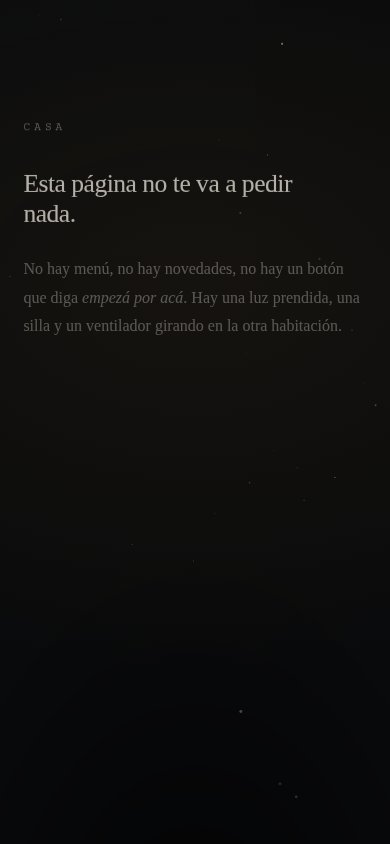 CASA
Esta página no te va a pedir
nada.
No hay menú, no hay novedades, no hay un botón
que diga empezá por acá. Hay una luz prendida, una
silla y un ventilador girando en la otra habitación.